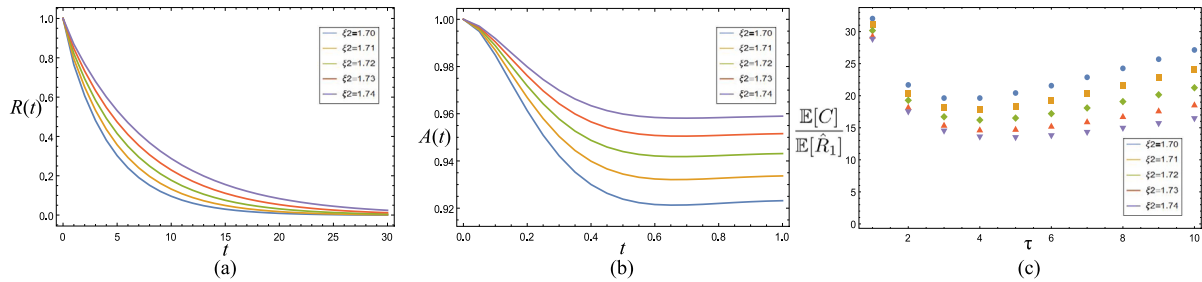 1.0
0.8
0.6
0.4
0.2
0.0
R(t)
ξ2=1.70
ξ2=1.71
ξ2=1.72
ξ2=1.73
ξ2=1.74
0 5 10 15 20 25 30
t
(a)
1.00
0.98
0.96
0.94
0.92
A(t)
ξ2=1.70
ξ2=1.71
ξ2=1.72
ξ2=1.73
ξ2=1.74
0.0 0.2 0.4 0.6 0.8 1.0
t
(b)
30
25
20
15
10
5
0
𝔼[C]
𝔼[R̂₁]
ξ2=1.70
ξ2=1.71
ξ2=1.72
ξ2=1.73
ξ2=1.74
2 4 6 8 10
τ
(c)